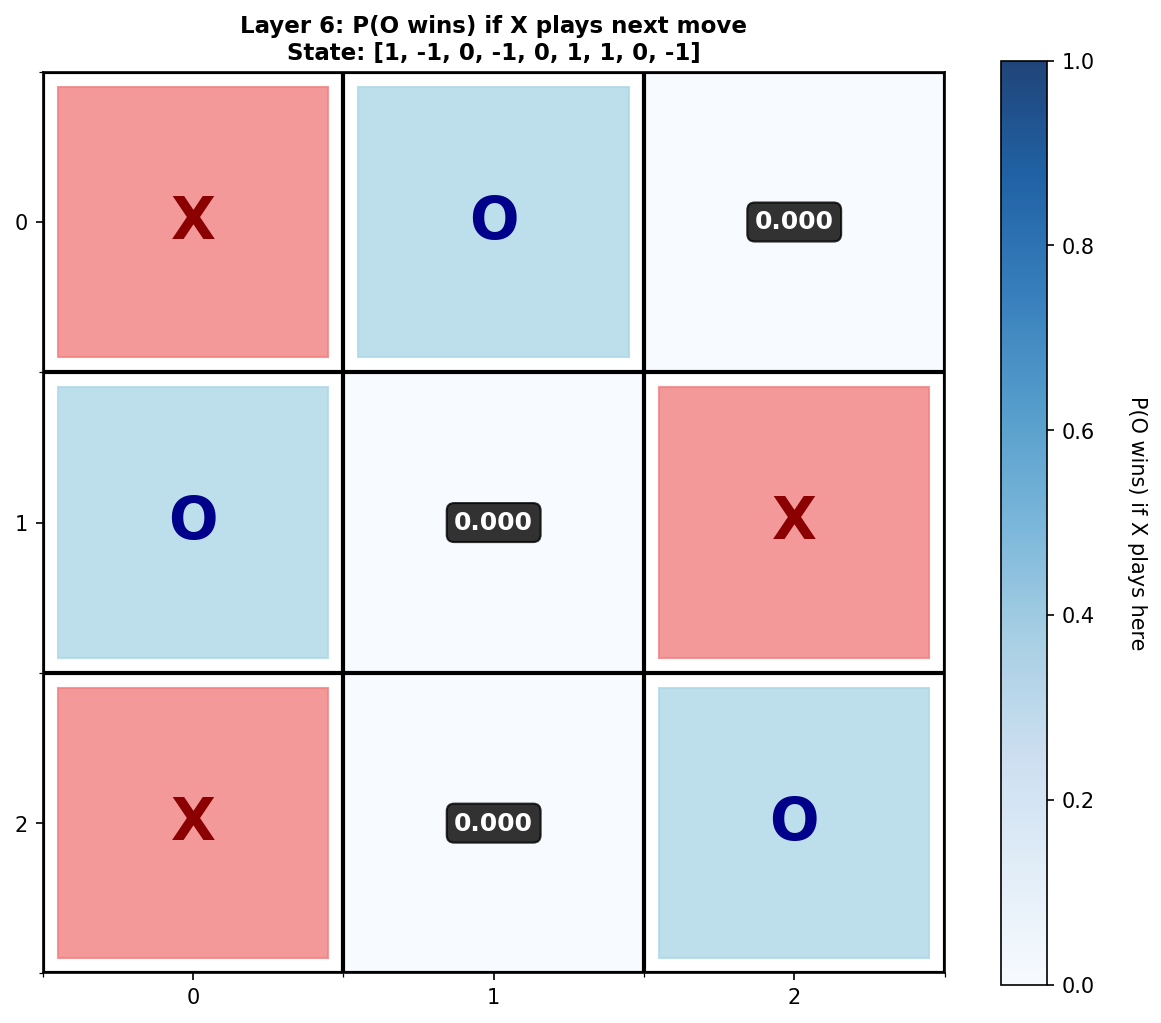 Layer 6: P(O wins) if X plays next move
State: [1, -1, 0, -1, 0, 1, 1, 0, -1]
0
X
O
0.000
1
O
0.000
X
2
X
0.000
O
0
1
2
1.0
0.8
0.6
0.4
0.2
0.0
P(O wins) if X plays here